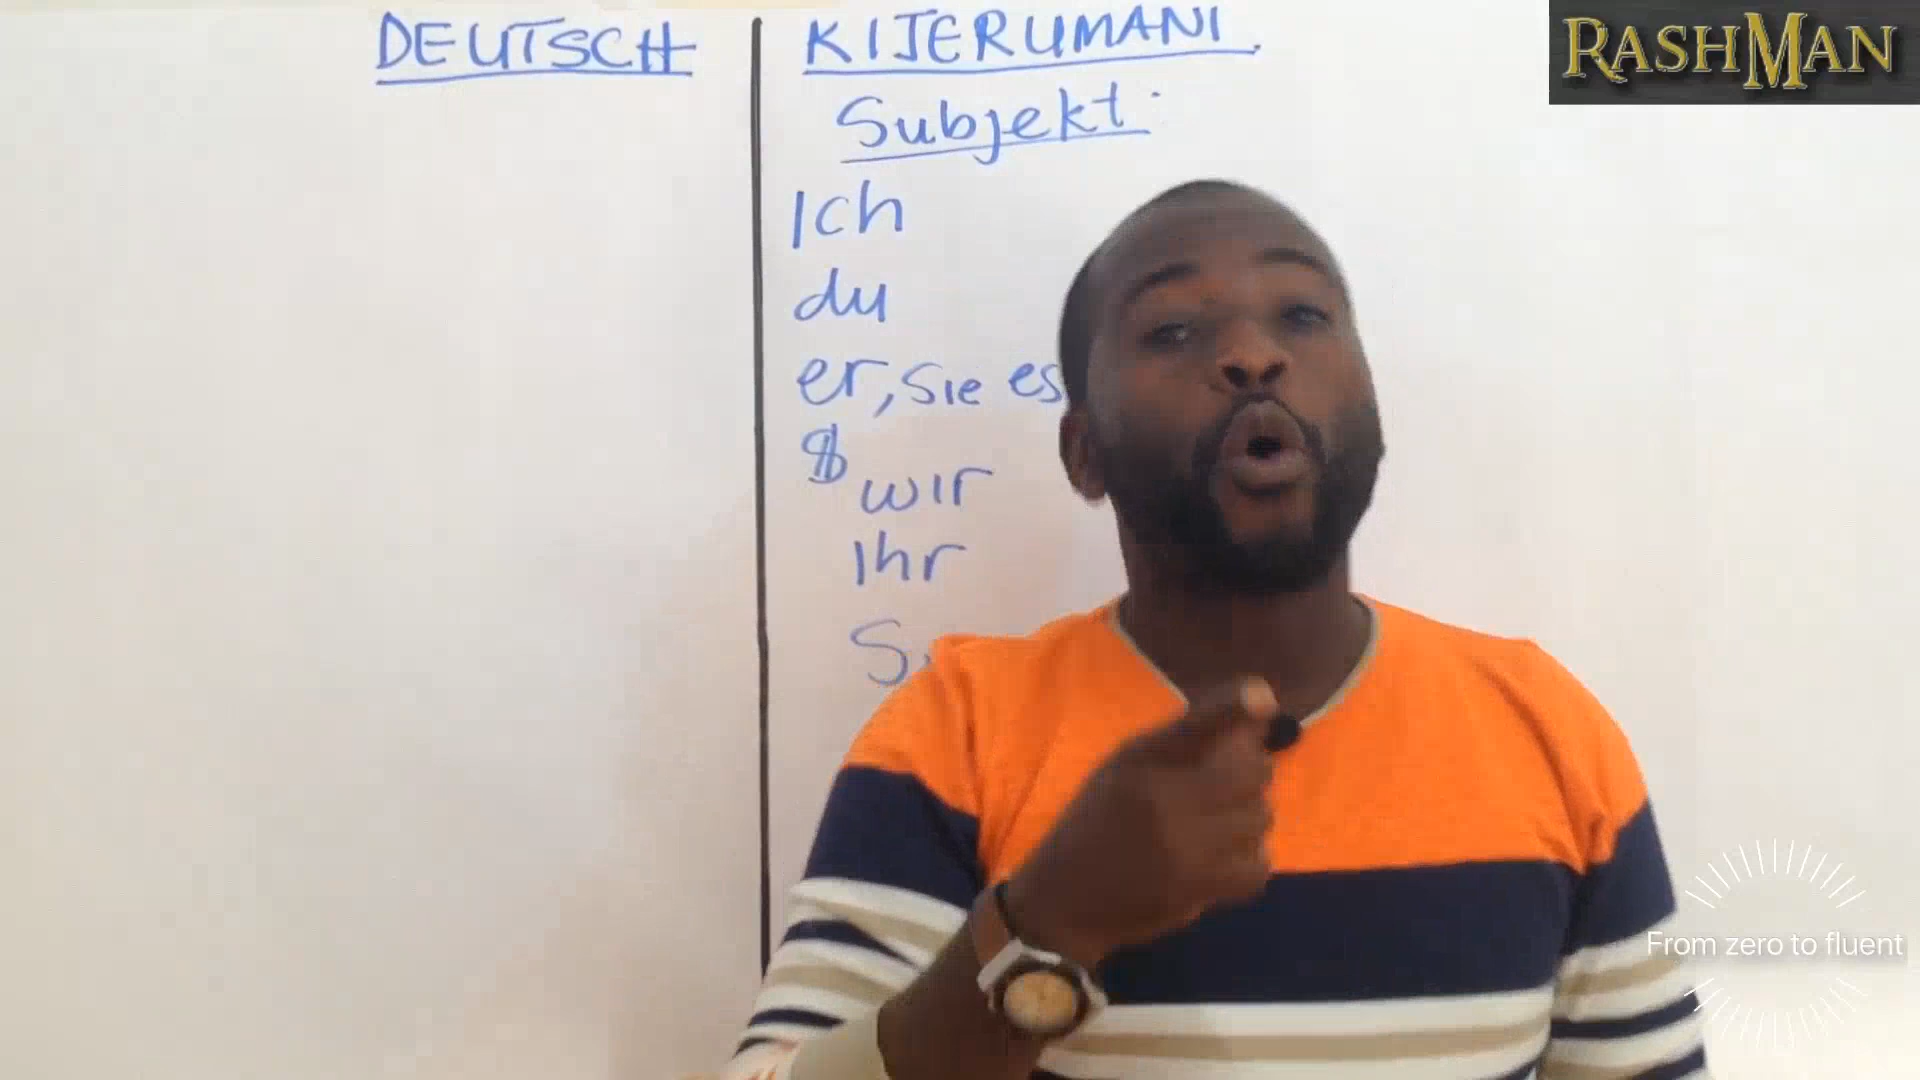 DEUTSCH
KIJERUMANI
Subjekt
Ich
du
er, Sie es
wir
Ihr
RASHMAN
From zero to fluent